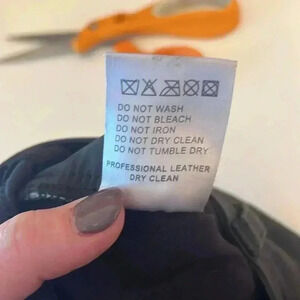 DO NOT WASH
DO NOT BLEACH
DO NOT IRON
DO NOT DRY CLEAN
DO NOT TUMBLE DRY
PROFESSIONAL LEATHER
DRY CLEAN